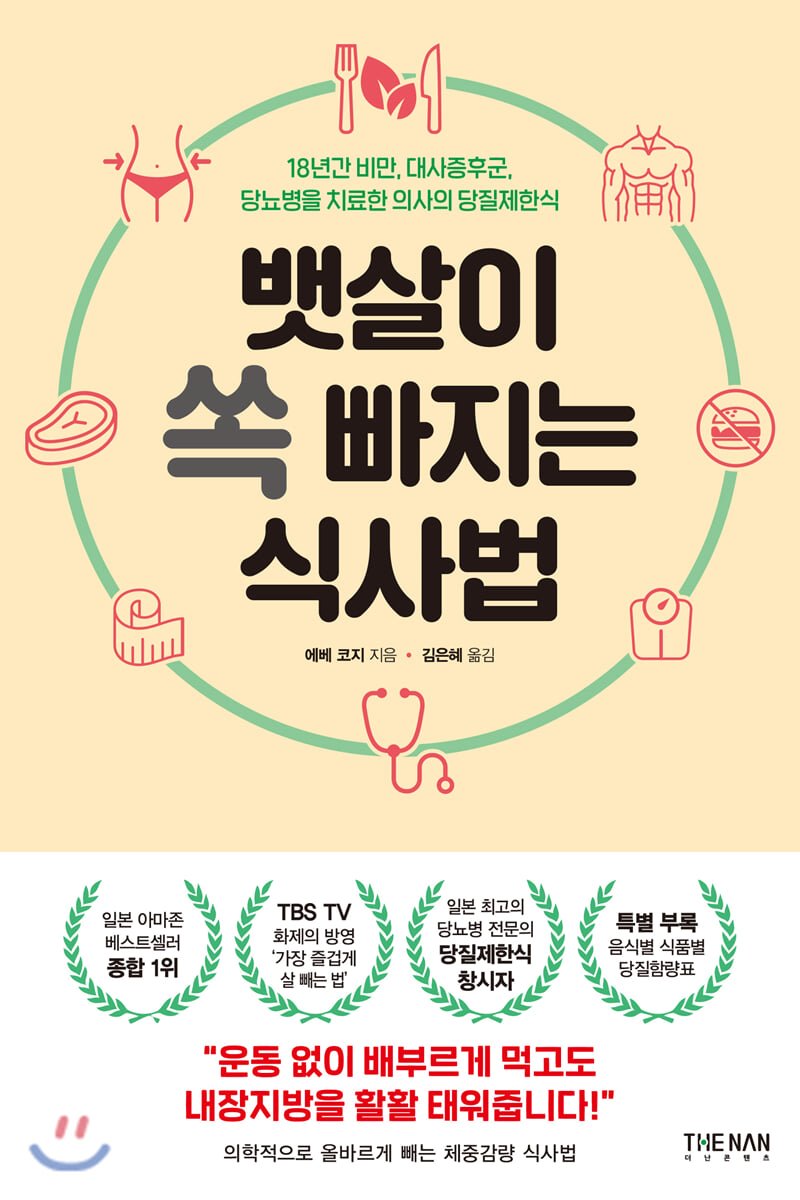 18년간 비만, 대사증후군,
당뇨병을 치료한 의사의 당질제한식
뱃살이
쏙 빠지는
식사법
에베 코지 지음 • 김은혜 옮김
일본 아마존
베스트셀러
종합 1위
TBS TV
화제의 방영
'가장 즐겁게
살 빼는 법'
일본 최고의
당뇨병 전문의
당질제한식
창시자
특별 부록
음식별 식품별
당질함량표
"운동 없이 배부르게 먹고도
내장지방을 활활 태워줍니다!"
의학적으로 올바르게 빼는 체중감량 식사법
THE NAN
더난콘텐츠